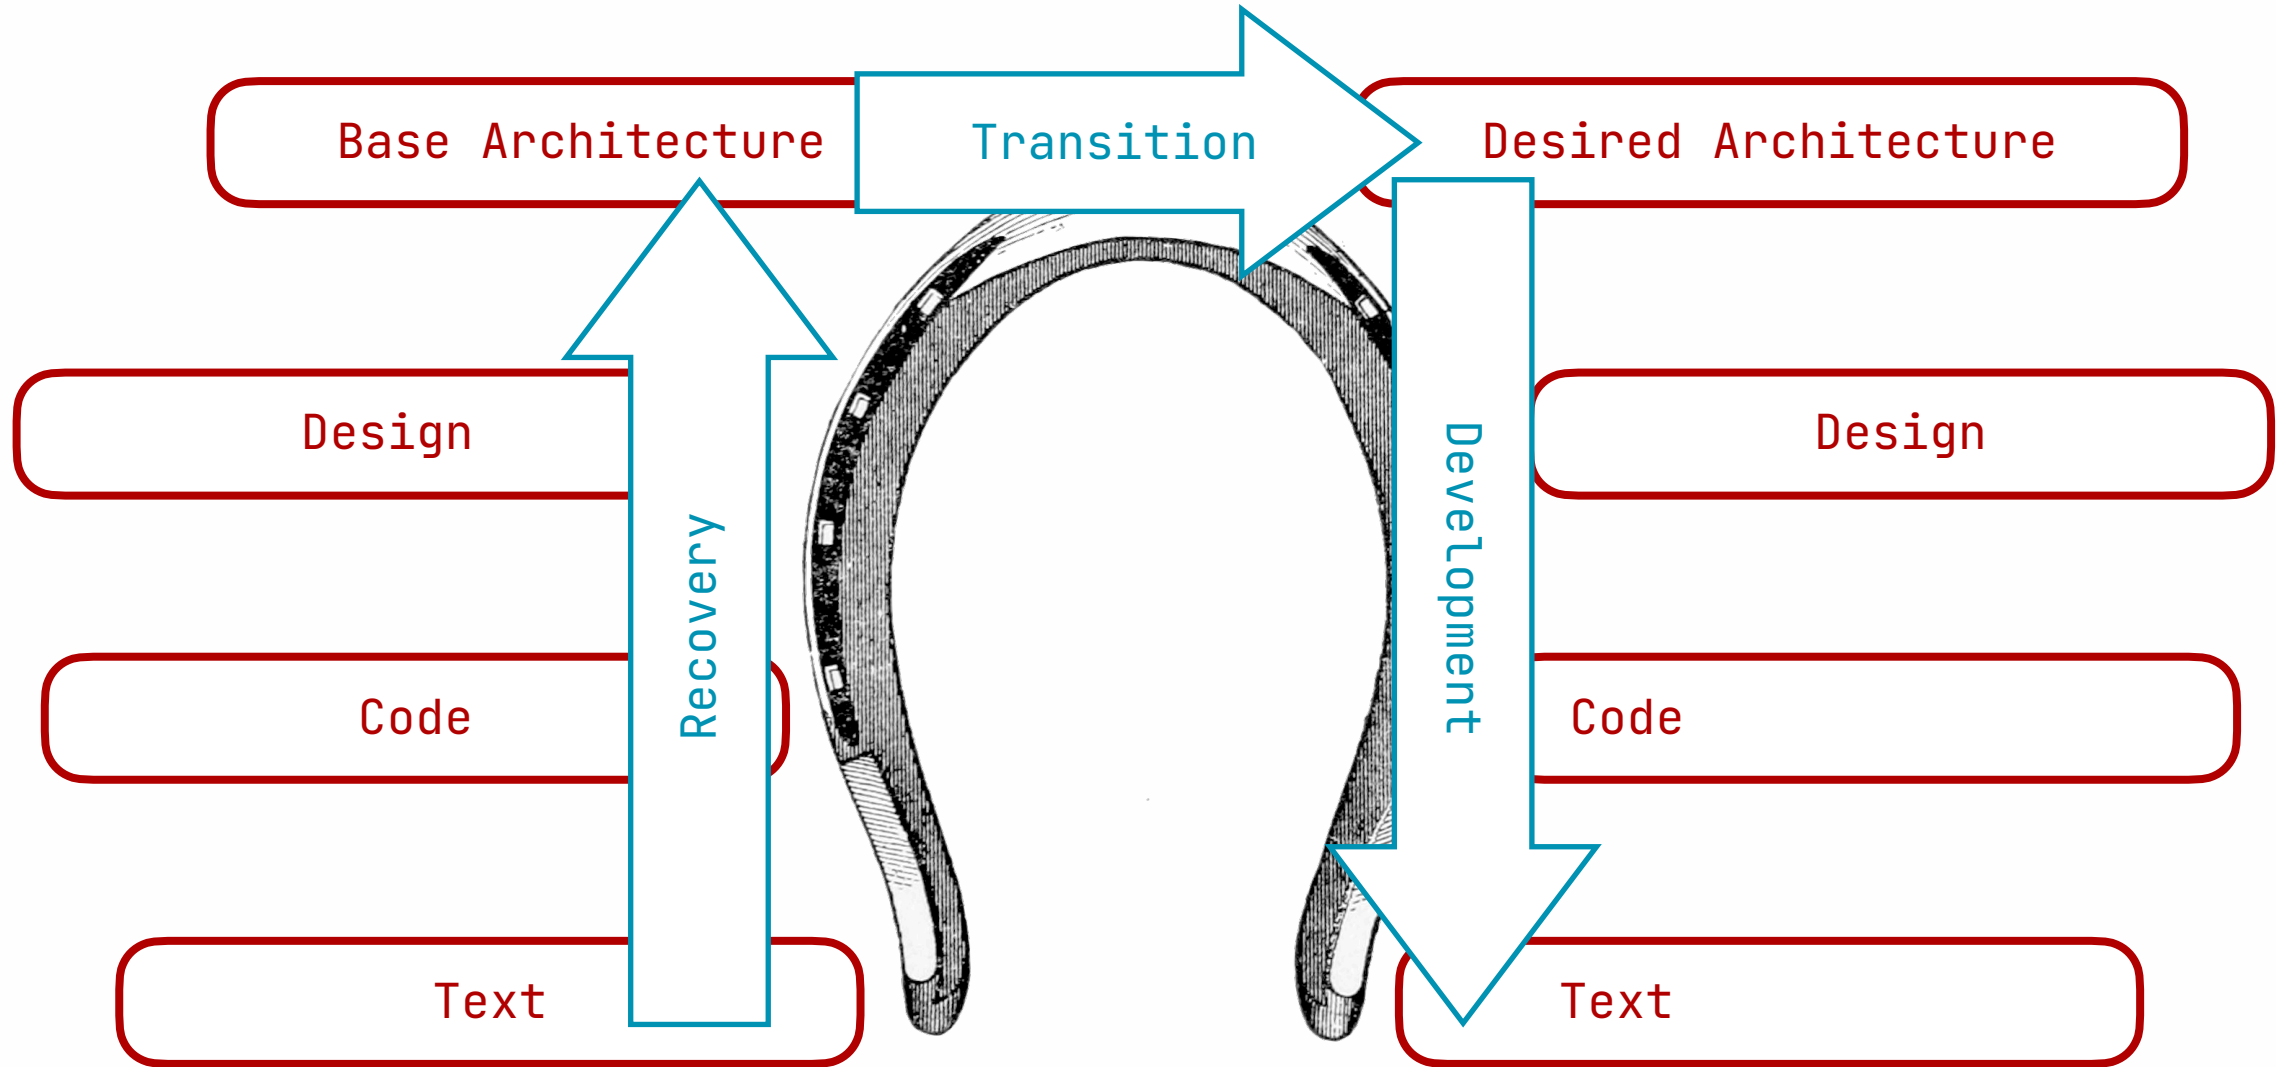 Base Architecture
Transition
Desired Architecture
Design
Design
Recovery
Development
Code
Code
Text
Text